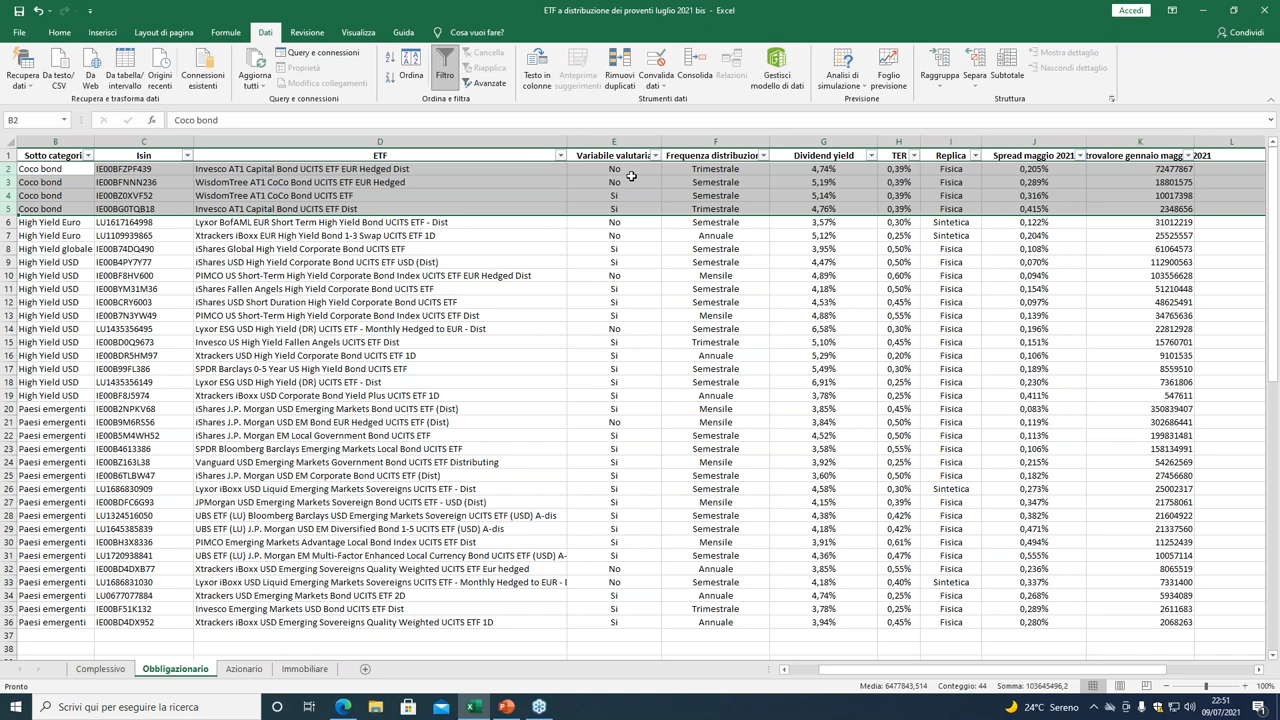 ETF a distribuzione dei proventi luglio 2021 bis - Excel
Accedi
File Home Inserisci Layout di pagina Formule Dati Revisione Visualizza Guida Cosa vuoi fare? Condividi
Recupera dati
Da testo/CSV
Da Web
Da tabella/intervallo
Origini recenti
Connessioni esistenti
Recupera e trasforma dati
Aggiorna tutti
Query e connessioni
Proprietà
Modifica collegamenti
Query e connessioni
Ordina
Filtro
Cancella
Riapplica
Avanzate
Ordina e filtra
Testo in colonne
Anteprima suggerimenti
Rimuovi duplicati
Convalida dati
Consolida
Relazioni
Gestisci modello di dati
Strumenti dati
Analisi di simulazione
Foglio previsione
Previsione
Raggruppa
Separa
Subtotale
Mostra dettaglio
Nascondi dettaglio
Struttura
B2 fx Coco bond
B C D E F G H I J K L
1 Sotto categori Isin ETF Variabile valutaria Frequenza distribuzion Dividend yield TER Replica Spread maggio 2021 trovalore gennaio magg 2021
2 Coco bond IE00BFZPF439 Invesco AT1 Capital Bond UCITS ETF EUR Hedged Dist No Trimestrale 4,74% 0,39% Fisica 0,205% 72477867
3 Coco bond IE00BFNNN236 WisdomTree AT1 CoCo Bond UCITS ETF EUR Hedged No Semestrale 5,19% 0,39% Fisica 0,289% 18801575
4 Coco bond IE00BZ0XVF52 WisdomTree AT1 CoCo Bond UCITS ETF Si Semestrale 5,14% 0,39% Fisica 0,316% 10017398
5 Coco bond IE00BG0TQB18 Invesco AT1 Capital Bond UCITS ETF Dist Si Trimestrale 4,76% 0,39% Fisica 0,415% 2348656
6 High Yield Euro LU1617164998 Lyxor BofAML EUR Short Term High Yield Bond UCITS ETF - Dist No Semestrale 3,57% 0,30% Sintetica 0,122% 31012219
7 High Yield Euro LU1109939865 Xtrackers iBoxx EUR High Yield Bond 1-3 Swap UCITS ETF 1D No Annuale 5,12% 0,25% Sintetica 0,204% 25525557
8 High Yield globale IE00B74DQ490 iShares Global High Yield Corporate Bond UCITS ETF Si Semestrale 3,95% 0,50% Fisica 0,108% 61064573
9 High Yield USD IE00B4PY7Y77 iShares USD High Yield Corporate Bond UCITS ETF USD (Dist) Si Semestrale 4,47% 0,50% Fisica 0,070% 112900563
10 High Yield USD IE00BF8HV600 PIMCO US Short-Term High Yield Corporate Bond Index UCITS ETF EUR Hedged Dist No Mensile 4,89% 0,60% Fisica 0,094% 103556628
11 High Yield USD IE00BYM31M36 iShares Fallen Angels High Yield Corporate Bond UCITS ETF Si Semestrale 4,18% 0,50% Fisica 0,154% 51210448
12 High Yield USD IE00BCRY6003 iShares USD Short Duration High Yield Corporate Bond UCITS ETF Si Semestrale 4,53% 0,45% Fisica 0,097% 48625491
13 High Yield USD IE00B7N3YW49 PIMCO Short-Term High Yield Corporate Bond Index UCITS ETF Dist Si Mensile 4,88% 0,55% Fisica 0,139% 34765636
14 High Yield USD LU1435356495 Lyxor ESG USD High Yield (DR) UCITS ETF - Monthly Hedged to EUR - Dist No Semestrale 6,58% 0,30% Fisica 0,196% 22812928
15 High Yield USD IE00BD0Q9673 Invesco US High Yield Fallen Angels UCITS ETF Dist Si Trimestrale 5,10% 0,45% Fisica 0,151% 15760701
16 High Yield USD IE00BDR5HM97 Xtrackers USD High Yield Corporate Bond UCITS ETF 1D Si Annuale 5,29% 0,20% Fisica 0,106% 9101535
17 High Yield USD IE00B99FL386 SPDR Barclays 0-5 Year US High Yield Bond UCITS ETF Si Semestrale 5,49% 0,30% Fisica 0,189% 8559510
18 High Yield USD LU1435356149 Lyxor ESG USD High Yield (DR) UCITS ETF - Dist Si Semestrale 6,91% 0,25% Fisica 0,230% 7361806
19 High Yield USD IE00BF8J5974 Xtrackers USD Corporate Bond Yield Plus UCITS ETF 1D Si Annuale 3,78% 0,25% Fisica 0,411% 547611
20 Paesi emergenti IE00B2NPKV68 iShares J.P. Morgan USD Emerging Markets Bond UCITS ETF (Dist) Si Mensile 3,85% 0,45% Fisica 0,083% 350839407
21 Paesi emergenti IE00B9M6RS56 iShares J.P. Morgan USD EM Bond EUR Hedged UCITS ETF (Dist) No Mensile 3,84% 0,50% Fisica 0,119% 302686441
22 Paesi emergenti IE00B5M4WH52 iShares J.P. Morgan EM Local Government Bond UCITS ETF Si Semestrale 4,52% 0,50% Fisica 0,113% 199831481
23 Paesi emergenti IE00B4613386 SPDR Bloomberg Barclays Emerging Markets Local Bond UCITS ETF Si Semestrale 3,58% 0,55% Fisica 0,106% 158134991
24 Paesi emergenti IE00BZ163L38 Vanguard USD Emerging Markets Government Bond UCITS ETF Distributing Si Mensile 3,92% 0,25% Fisica 0,215% 54262569
25 Paesi emergenti IE00B6TLBW47 iShares J.P. Morgan USD EM Corporate Bond UCITS ETF (Dist) Si Semestrale 3,60% 0,50% Fisica 0,182% 27456680
26 Paesi emergenti LU1686830909 Lyxor iBoxx USD Liquid Emerging Markets Sovereigns UCITS ETF - Dist Si Semestrale 4,58% 0,30% Sintetica 0,273% 25002317
27 Paesi emergenti IE00BDFC6G93 JPMorgan USD Emerging Markets Sovereign Bond UCITS ETF - USD (Dist) Si Mensile 4,15% 0,39% Fisica 0,347% 21758061
28 Paesi emergenti LU1324516050 UBS ETF (LU) Bloomberg Barclays USD Emerging Markets Sovereign UCITS ETF (USD) A-dis Si Semestrale 4,38% 0,42% Fisica 0,382% 21604922
29 Paesi emergenti LU1645385839 UBS ETF (LU) J.P. Morgan USD EM Diversified Bond 1-5 UCITS ETF (USD) A-dis Si Semestrale 4,18% 0,42% Fisica 0,471% 21337560
30 Paesi emergenti IE00BH3X8336 PIMCO Emerging Markets Advantage Local Bond Index UCITS ETF Dist Si Mensile 3,91% 0,61% Fisica 0,494% 11252439
31 Paesi emergenti LU1720938841 UBS ETF (LU) J.P. Morgan EM Multi-Factor Enhanced Local Currency Bond UCITS ETF (USD) A- Si Semestrale 4,36% 0,47% Fisica 0,555% 10057114
32 Paesi emergenti IE00BD4DXB77 Xtrackers iBoxx USD Emerging Sovereigns Quality Weighted UCITS ETF Eur hedged No Annuale 3,85% 0,55% Fisica 0,236% 8065519
33 Paesi emergenti LU1686831030 Lyxor iBoxx USD Liquid Emerging Markets Sovereigns UCITS ETF - Monthly Hedged to EUR - D No Semestrale 4,18% 0,40% Sintetica 0,337% 7331400
34 Paesi emergenti LU0677077884 Xtrackers USD Emerging Markets Bond UCITS ETF 2D Si Annuale 4,74% 0,25% Fisica 0,268% 5934089
35 Paesi emergenti IE00BF51K132 Invesco Emerging Markets USD Bond UCITS ETF Dist Si Trimestrale 3,78% 0,25% Fisica 0,289% 2611683
36 Paesi emergenti IE00BD4DX952 Xtrackers iBoxx USD Emerging Sovereigns Quality Weighted UCITS ETF 1D Si Annuale 3,94% 0,45% Fisica 0,280% 2068263
37
38
Complessivo Obbligazionario Azionario Immobiliare
Pronto Media: 6477843,514 Conteggio: 44 Somma: 103645496,2 100%
Scrivi qui per eseguire la ricerca 24°C Sereno 22:51
09/07/2021